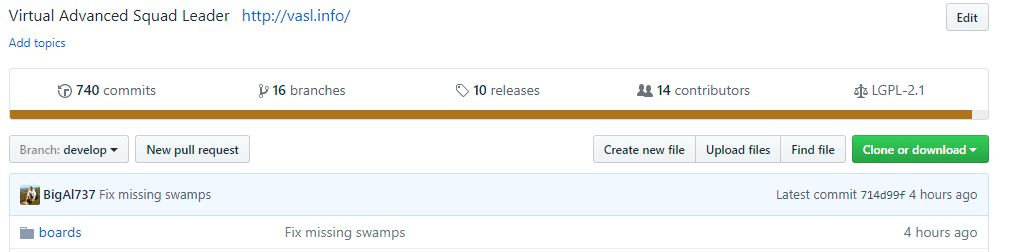 Virtual Advanced Squad Leader http://vasl.info/ Edit
Add topics
740 commits 16 branches 10 releases 14 contributors LGPL-2.1
Branch: develop New pull request Create new file Upload files Find file Clone or download
BigAl737 Fix missing swamps Latest commit 714d99f 4 hours ago
boards Fix missing swamps 4 hours ago